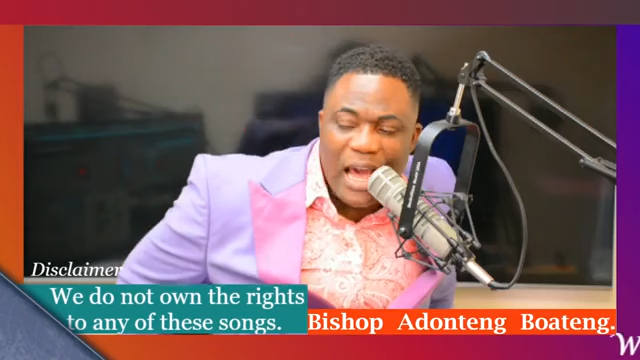 Disclaimer
We do not own the rights
to any of these songs.
Bishop Adonteng Boateng.
W